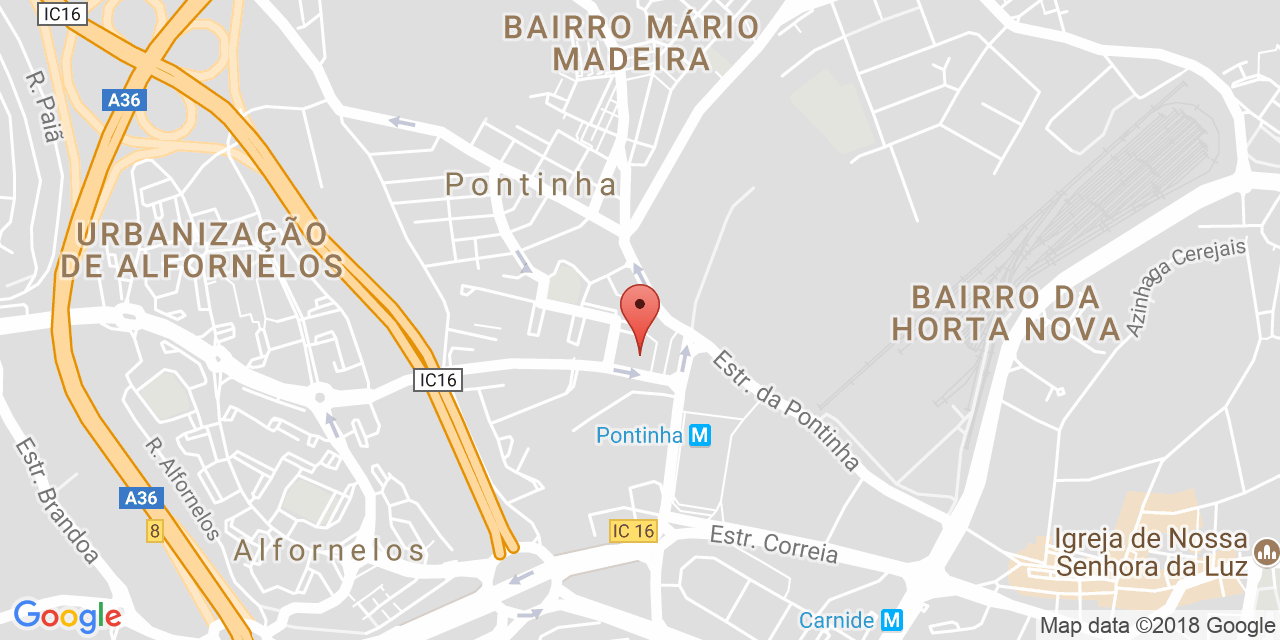 IC16
BAIRRO MÁRIO
MADEIRA
R. Paiã
A36
Pontinha
URBANIZAÇÃO
DE ALFORNELOS
Azinhaga Cerejais
BAIRRO DA
HORTA NOVA
IC16
Estr. da Pontinha
Pontinha M
Estr. Brandoa
R. Alfornelos
A36
8
IC 16
Alfornelos
Estr. Correia
Igreja de Nossa
Senhora da Luz
Google
Carnide M
Map data ©2018 Google